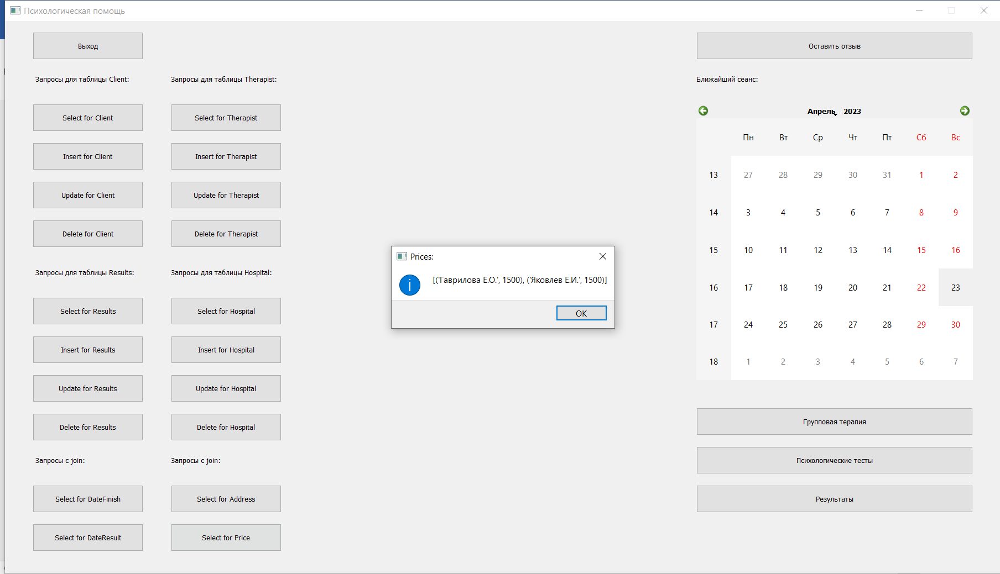 Психологическая помощь
Выход
Оставить отзыв
Запросы для таблицы Client:
Запросы для таблицы Therapist:
Ближайший сеанс:
Select for Client
Select for Therapist
Insert for Client
Insert for Therapist
Update for Client
Update for Therapist
Delete for Client
Delete for Therapist
Запросы для таблицы Results:
Запросы для таблицы Hospital:
Select for Results
Select for Hospital
Insert for Results
Insert for Hospital
Update for Results
Update for Hospital
Delete for Results
Delete for Hospital
Запросы с join:
Запросы с join:
Select for DateFinish
Select for Address
Select for DateResult
Select for Price
Prices:
[('Гаврилова Е.О.', 1500), ('Яковлев Е.И.', 1500)]
OK
Апрель 2023
Пн Вт Ср Чт Пт Сб Вс
13 27 28 29 30 31 1 2
14 3 4 5 6 7 8 9
15 10 11 12 13 14 15 16
16 17 18 19 20 21 22 23
17 24 25 26 27 28 29 30
18 1 2 3 4 5 6 7
Групповая терапия
Психологические тесты
Результаты